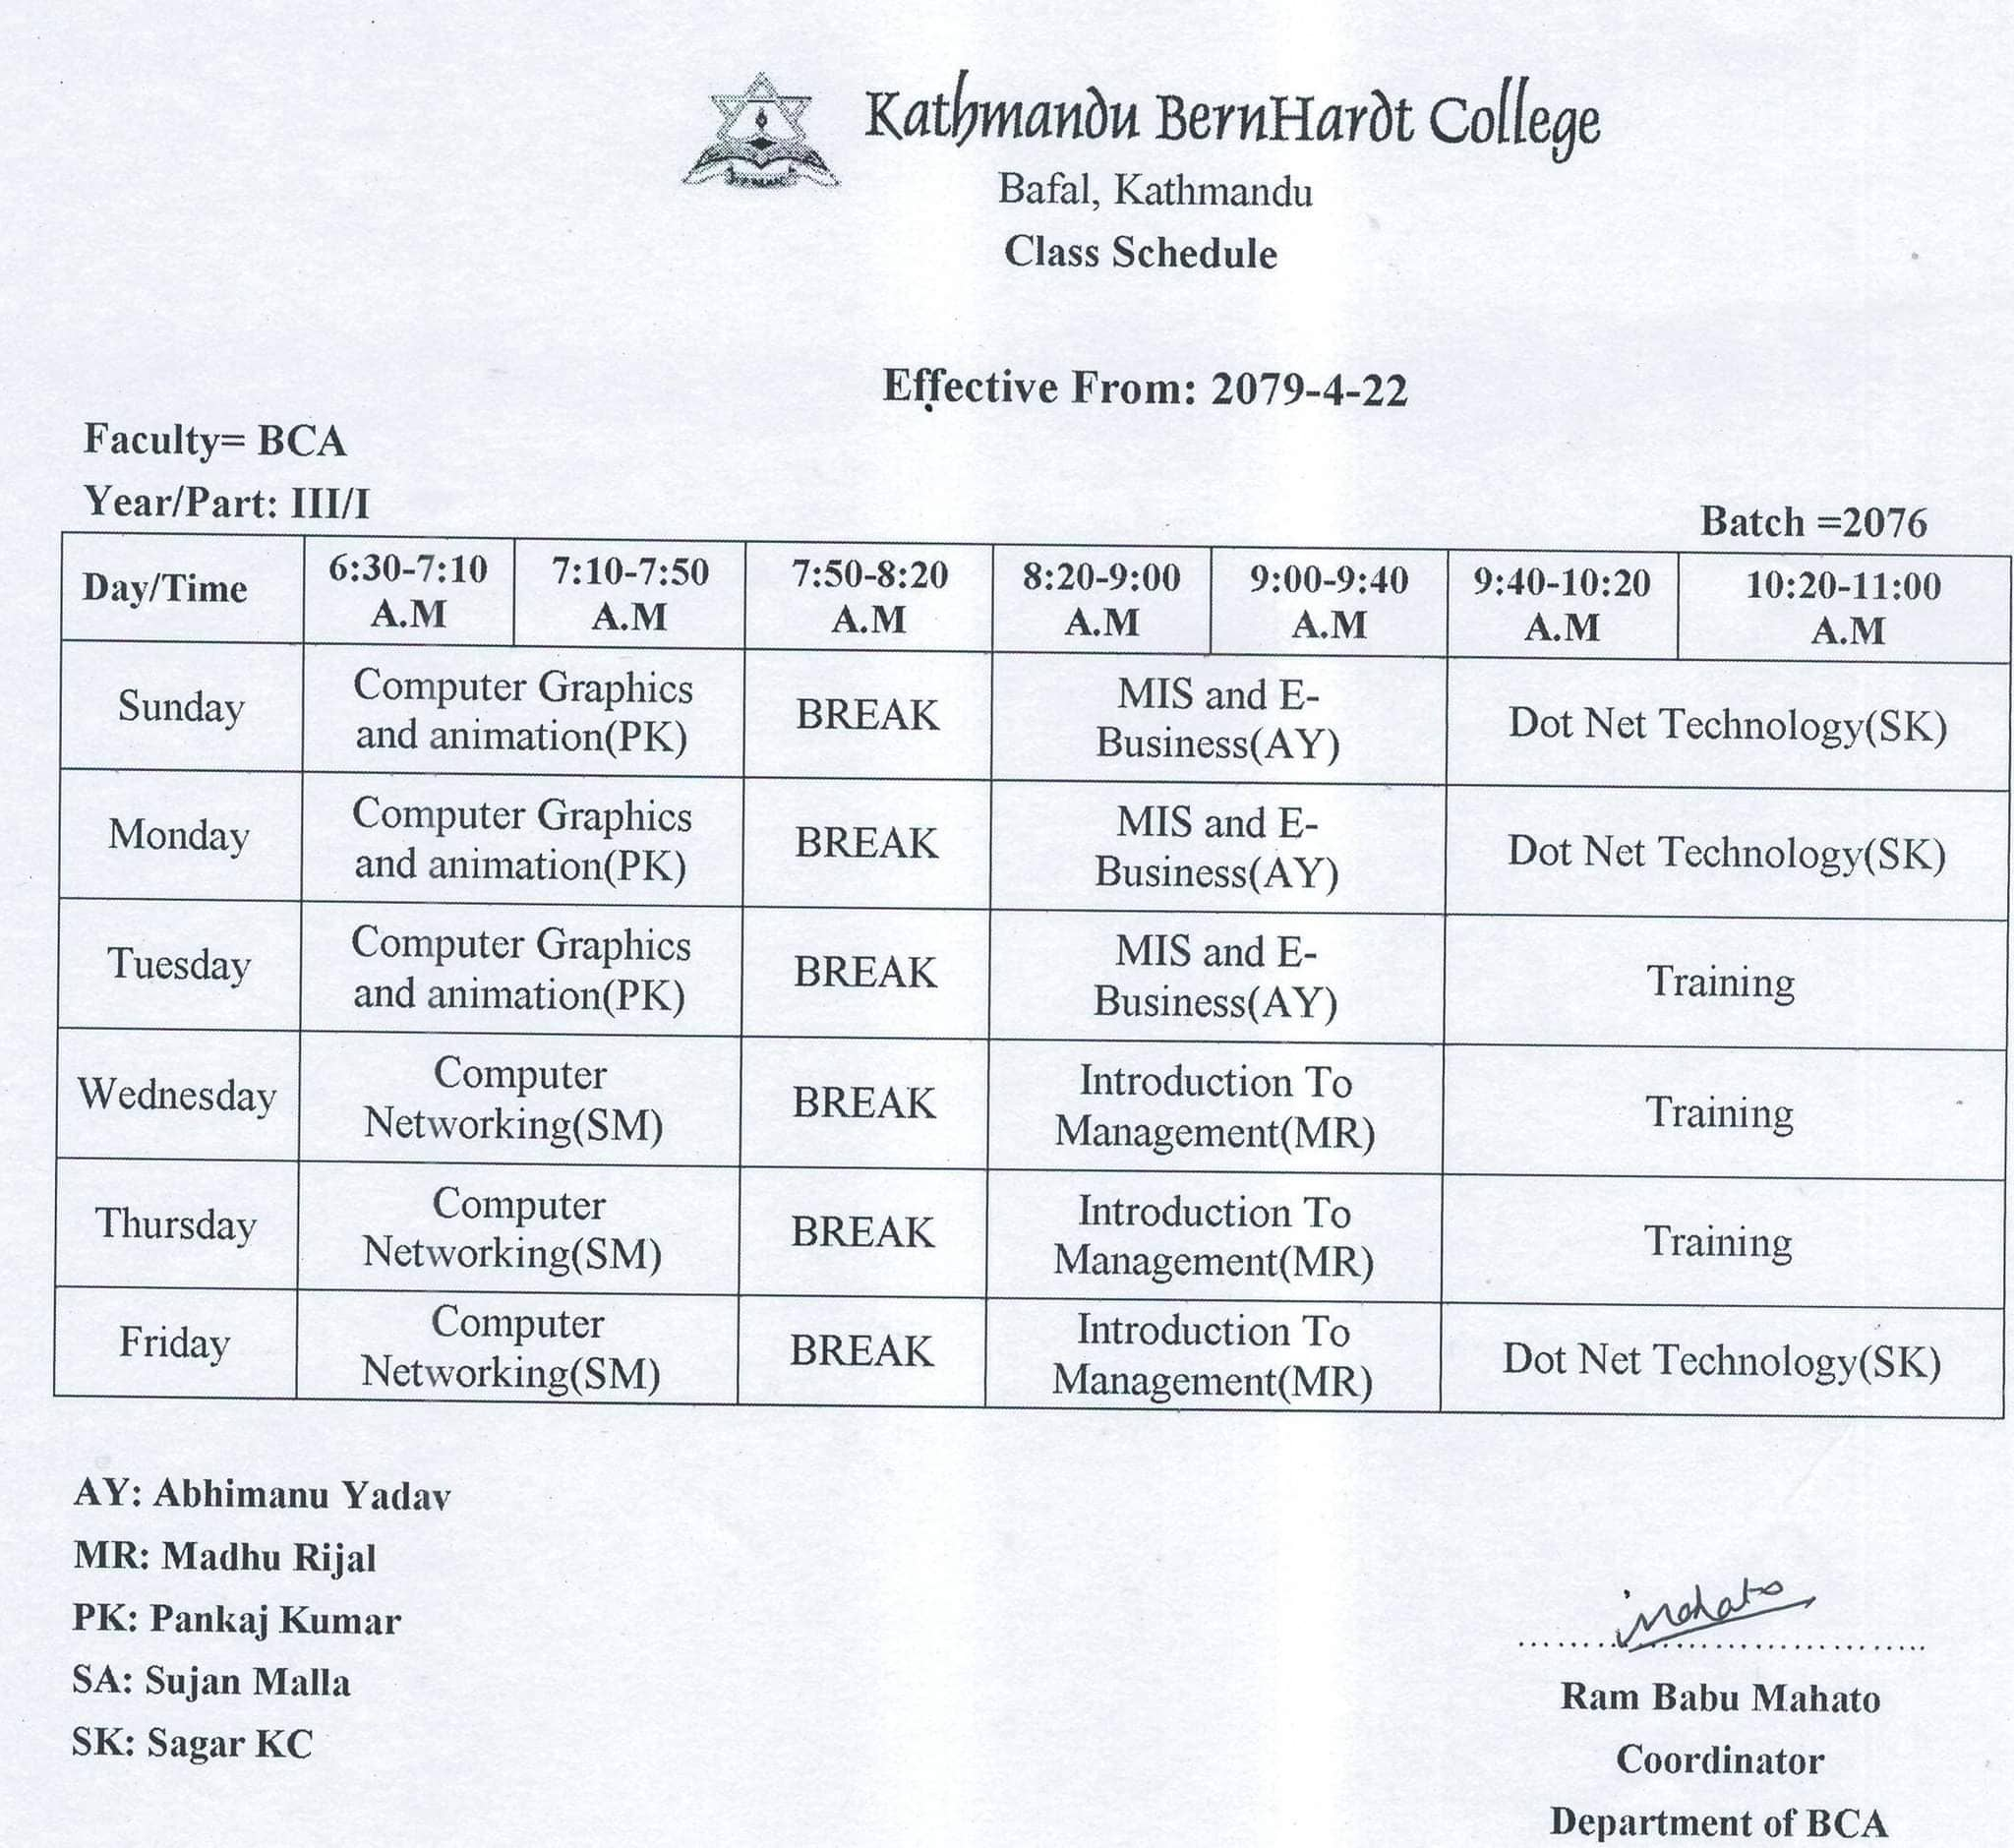 Kathmandu BernHardt College
Bafal, Kathmandu
Class Schedule
Effective From: 2079-4-22
Faculty= BCA
Year/Part: III/I
Batch =2076
Day/Time
6:30-7:10
A.M
7:10-7:50
A.M
7:50-8:20
A.M
8:20-9:00
A.M
9:00-9:40
A.M
9:40-10:20
A.M
10:20-11:00
A.M
Sunday
Computer Graphics
and animation(PK)
BREAK
MIS and E-
Business(AY)
Dot Net Technology(SK)
Monday
Computer Graphics
and animation(PK)
BREAK
MIS and E-
Business(AY)
Dot Net Technology(SK)
Tuesday
Computer Graphics
and animation(PK)
BREAK
MIS and E-
Business(AY)
Training
Wednesday
Computer
Networking(SM)
BREAK
Introduction To
Management(MR)
Training
Thursday
Computer
Networking(SM)
BREAK
Introduction To
Management(MR)
Training
Friday
Computer
Networking(SM)
BREAK
Introduction To
Management(MR)
Dot Net Technology(SK)
AY: Abhimanu Yadav
MR: Madhu Rijal
PK: Pankaj Kumar
SA: Sujan Malla
SK: Sagar KC
Ram Babu Mahato
Coordinator
Department of BCA